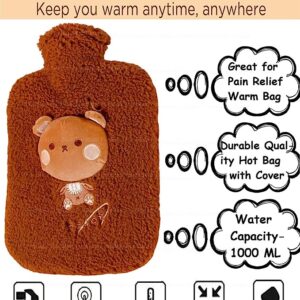 Keep you warm anytime, anywhere
Great for
Pain Relief
Warm Bag
Durable Qual-
ity Hot Bag
with Cover
Water
Capacity-
1000 ML